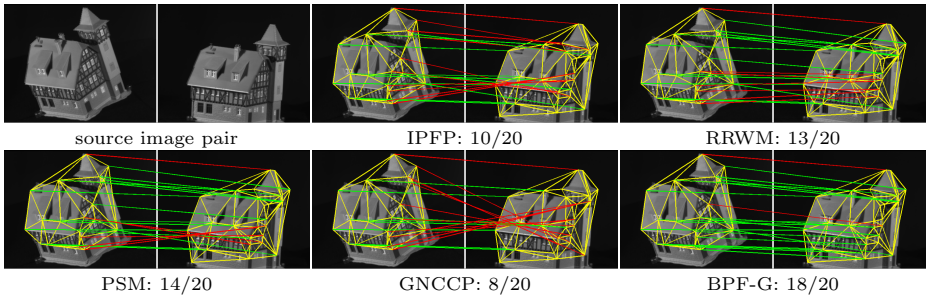 source image pair
IPFP: 10/20
RRWM: 13/20
PSM: 14/20
GNCCP: 8/20
BPF-G: 18/20